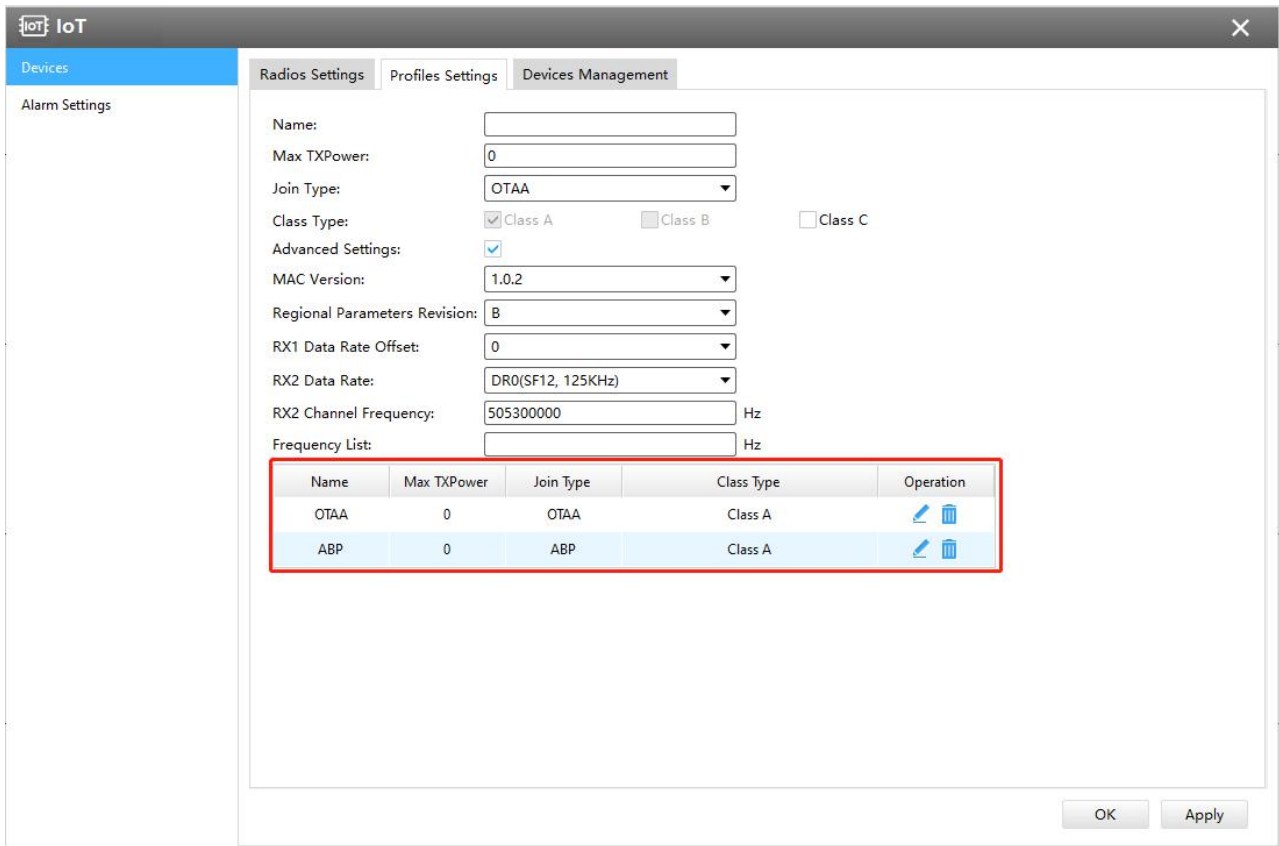 IoT IoT
Devices
Alarm Settings
Radios Settings Profiles Settings Devices Management
Name:
Max TXPower: 0
Join Type: OTAA
Class Type: Class A Class B Class C
Advanced Settings:
MAC Version: 1.0.2
Regional Parameters Revision: B
RX1 Data Rate Offset: 0
RX2 Data Rate: DR0(SF12, 125KHz)
RX2 Channel Frequency: 505300000 Hz
Frequency List: Hz
Name Max TXPower Join Type Class Type Operation
OTAA 0 OTAA Class A
ABP 0 ABP Class A
OK Apply